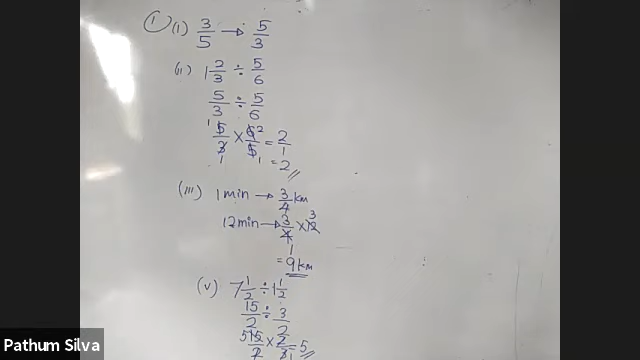 ① (i) 3/5 → 5/3
(ii) 1 2/3 ÷ 5/6
5/3 ÷ 5/6
5/3 × 6/5 = 2/1
= 2
(iii) 1 min → 3/4 km
12 min → 3/4 × 12
= 9 km
(v) 7 1/2 ÷ 1 1/2
15/2 ÷ 3/2
15/2 × 2/3 = 5
Pathum Silva